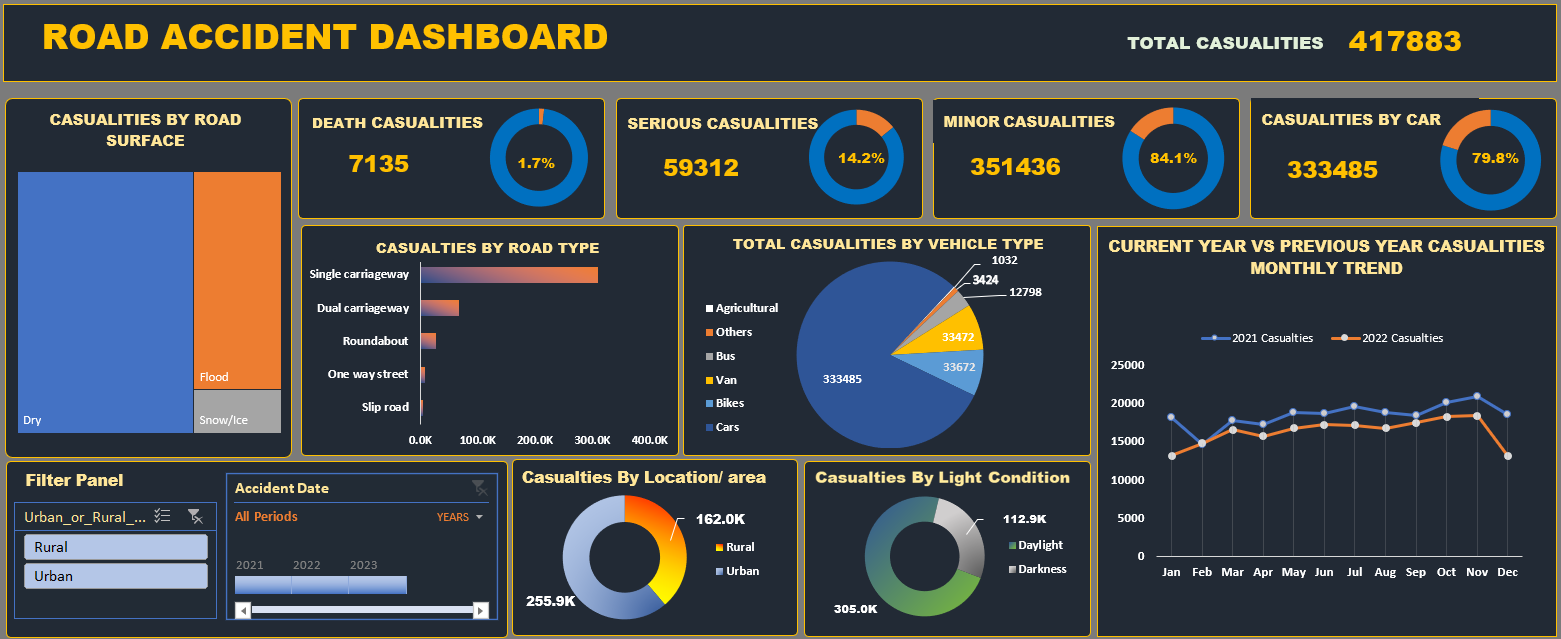 ROAD ACCIDENT DASHBOARD
TOTAL CASUALITIES
417883
CASUALITIES BY ROAD
SURFACE
Dry
Flood
Snow/Ice
DEATH CASUALITIES
7135
1.7%
SERIOUS CASUALITIES
59312
14.2%
MINOR CASUALITIES
351436
84.1%
CASUALITIES BY CAR
333485
79.8%
CASUALTIES BY ROAD TYPE
Single carriageway
Dual carriageway
Roundabout
One way street
Slip road
0.0K 100.0K 200.0K 300.0K 400.0K
TOTAL CASUALITIES BY VEHICLE TYPE
Agricultural
Others
Bus
Van
Bikes
Cars
1032
3424
12798
33472
33672
333485
CURRENT YEAR VS PREVIOUS YEAR CASUALITIES
MONTHLY TREND
2021 Casualties 2022 Casualties
25000
20000
15000
10000
5000
0
Jan Feb Mar Apr May Jun Jul Aug Sep Oct Nov Dec
Filter Panel
Urban_or_Rural_...
Rural
Urban
Accident Date
All Periods
YEARS
2021 2022 2023
Casualties By Location/ area
162.0K
Rural
Urban
255.9K
Casualties By Light Condition
112.9K
Daylight
Darkness
305.0K